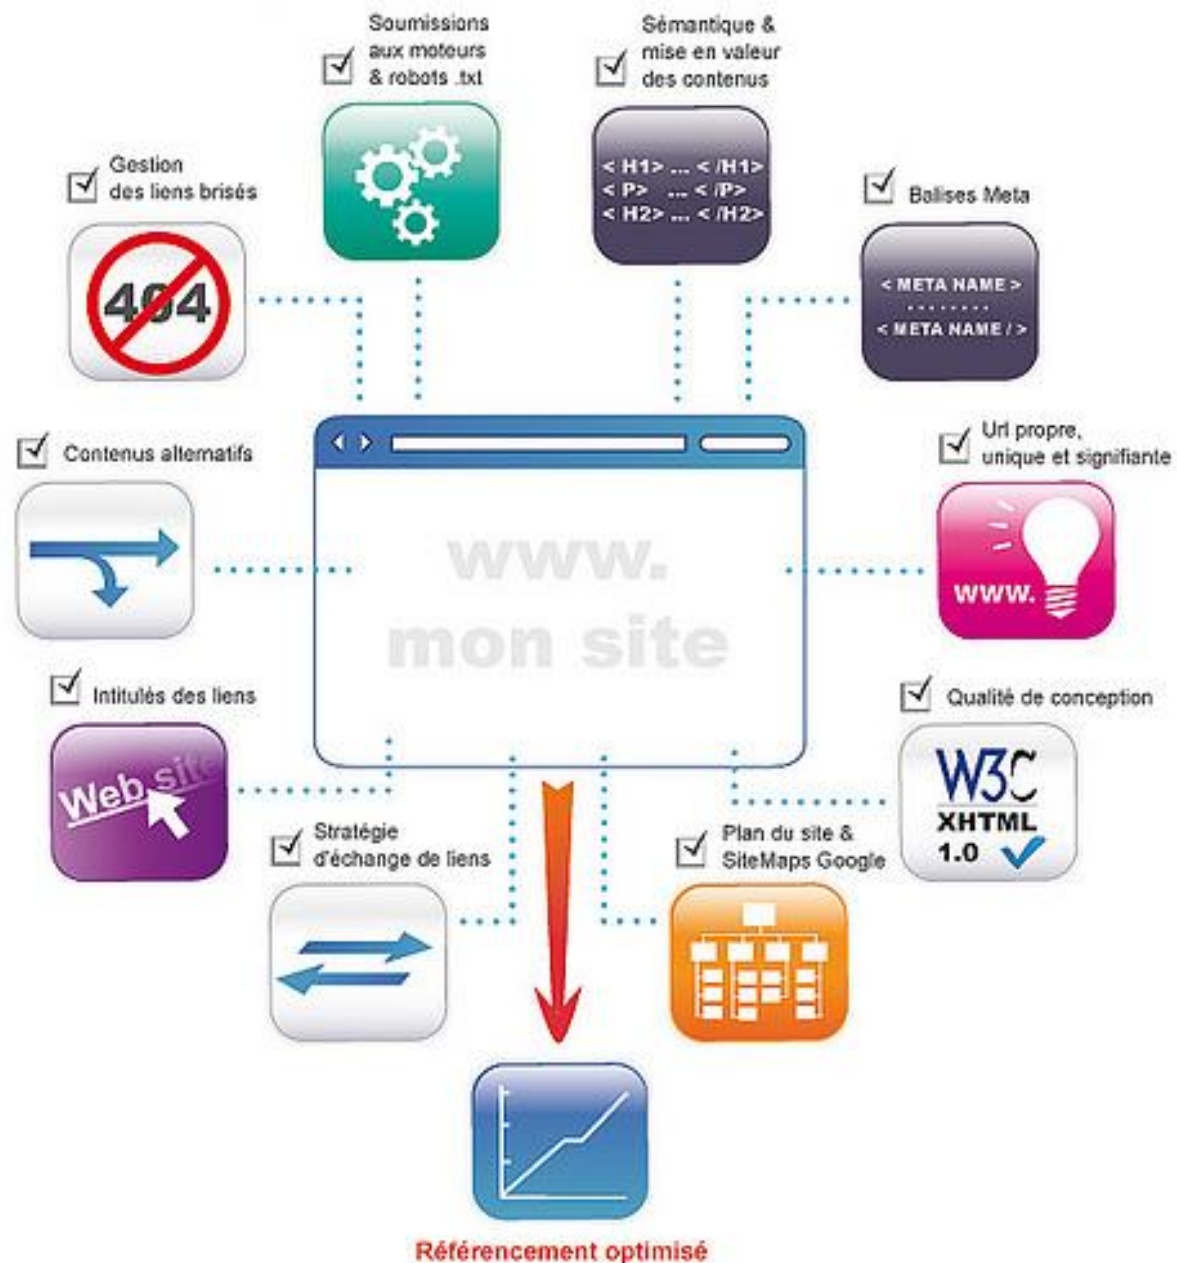 Soumissions
aux moteurs
& robots .txt
Sémantique &
mise en valeur
des contenus
< H1> ... < /H1>
< P> ... < /P>
< H2> ... < /H2>
Gestion
des liens brisés
404
Balises Meta
< META NAME >
........
< META NAME / >
Contenus alternatifs
Url propre,
unique et signifiante
www.
www.
mon site
Intitulés des liens
Web site
Qualité de conception
W3C
XHTML
1.0
Stratégie
d'échange de liens
Plan du site &
SiteMaps Google
Référencement optimisé